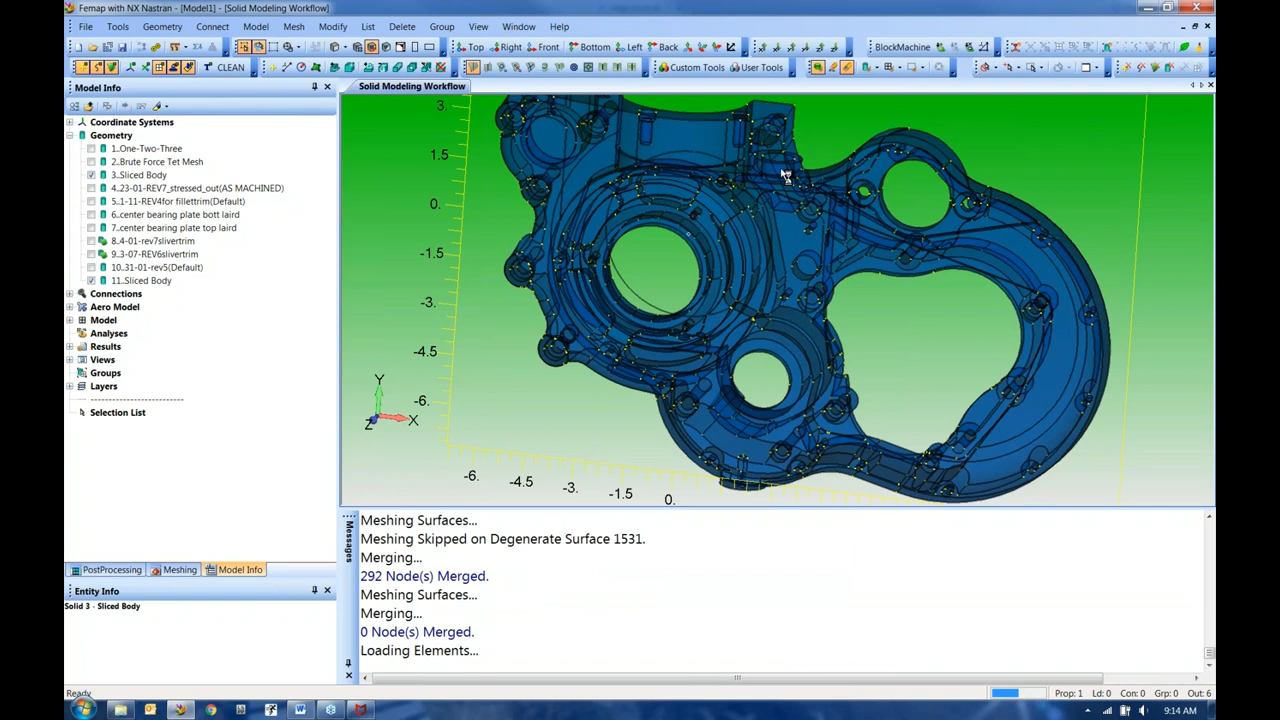 Femap with NX Nastran - [Model1] - [Solid Modeling Workflow]
File Tools Geometry Connect Model Mesh Modify List Delete Group View Window Help
Top Right Front Bottom Left Back BlockMachine
CLEAN Custom Tools User Tools
Model Info
Solid Modeling Workflow
Coordinate Systems
Geometry
1..One-Two-Three
2..Brute Force Tet Mesh
3..Sliced Body
4..23-01-REV7_stressed_out(AS MACHINED)
5..1-11-REV4for fillettrim(Default)
6..center bearing plate bott laird
7..center bearing plate top laird
8..4-01-rev7slivertrim
9..3-07-REV6slivertrim
10..31-01-rev5(Default)
11..Sliced Body
Connections
Aero Model
Model
Analyses
Results
Views
Groups
Layers
Selection List
3.
1.5
0.
-1.5
-3.
-4.5
-6.
Y
X
Z
-6.
-4.5
-3.
-1.5
0.
PostProcessing Meshing Model Info
Entity Info
Solid 3 - Sliced Body
Messages
Meshing Surfaces...
Meshing Skipped on Degenerate Surface 1531.
Merging...
292 Node(s) Merged.
Meshing Surfaces...
Merging...
0 Node(s) Merged.
Loading Elements...
Ready
Prop: 1 Ld: 0 Con: 0 Grp: 0 Out: 6
9:14 AM